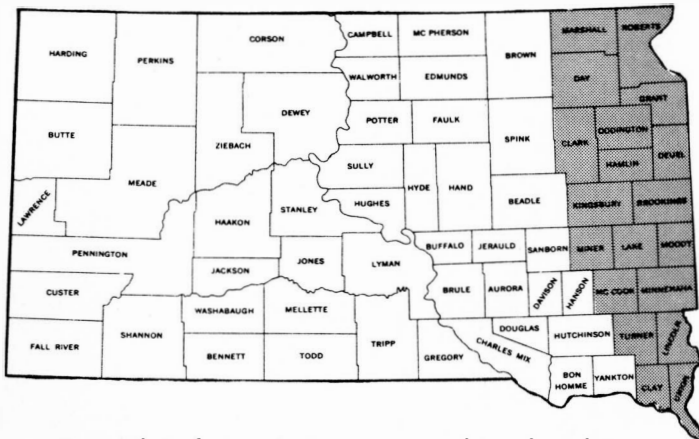 HARDING
PERKINS
CORSON
CAMPBELL
MC PHERSON
BROWN
MARSHALL
ROBERTS
WALWORTH
EDMUNDS
DAY
GRANT
BUTTE
DEWEY
POTTER
FAULK
SPINK
CLARK
CODINGTON
ZIEBACH
HAMLIN
DEUEL
MEADE
SULLY
HYDE
HAND
LAWRENCE
HAAKON
STANLEY
HUGHES
BEADLE
KINGSBURY
BROOKINGS
PENNINGTON
JONES
LYMAN
BUFFALO
JERAULD
SANBORN
MINER
LAKE
MOODY
JACKSON
CUSTER
BRULE
AURORA
DAVISON
HANSON
MC COOK
MINNEHAHA
WASHABAUGH
MELLETTE
SHANNON
TRIPP
DOUGLAS
HUTCHINSON
TURNER
LINCOLN
FALL RIVER
BENNETT
TODD
GREGORY
CHARLES MIX
BON
HOMME
YANKTON
CLAY
UNION